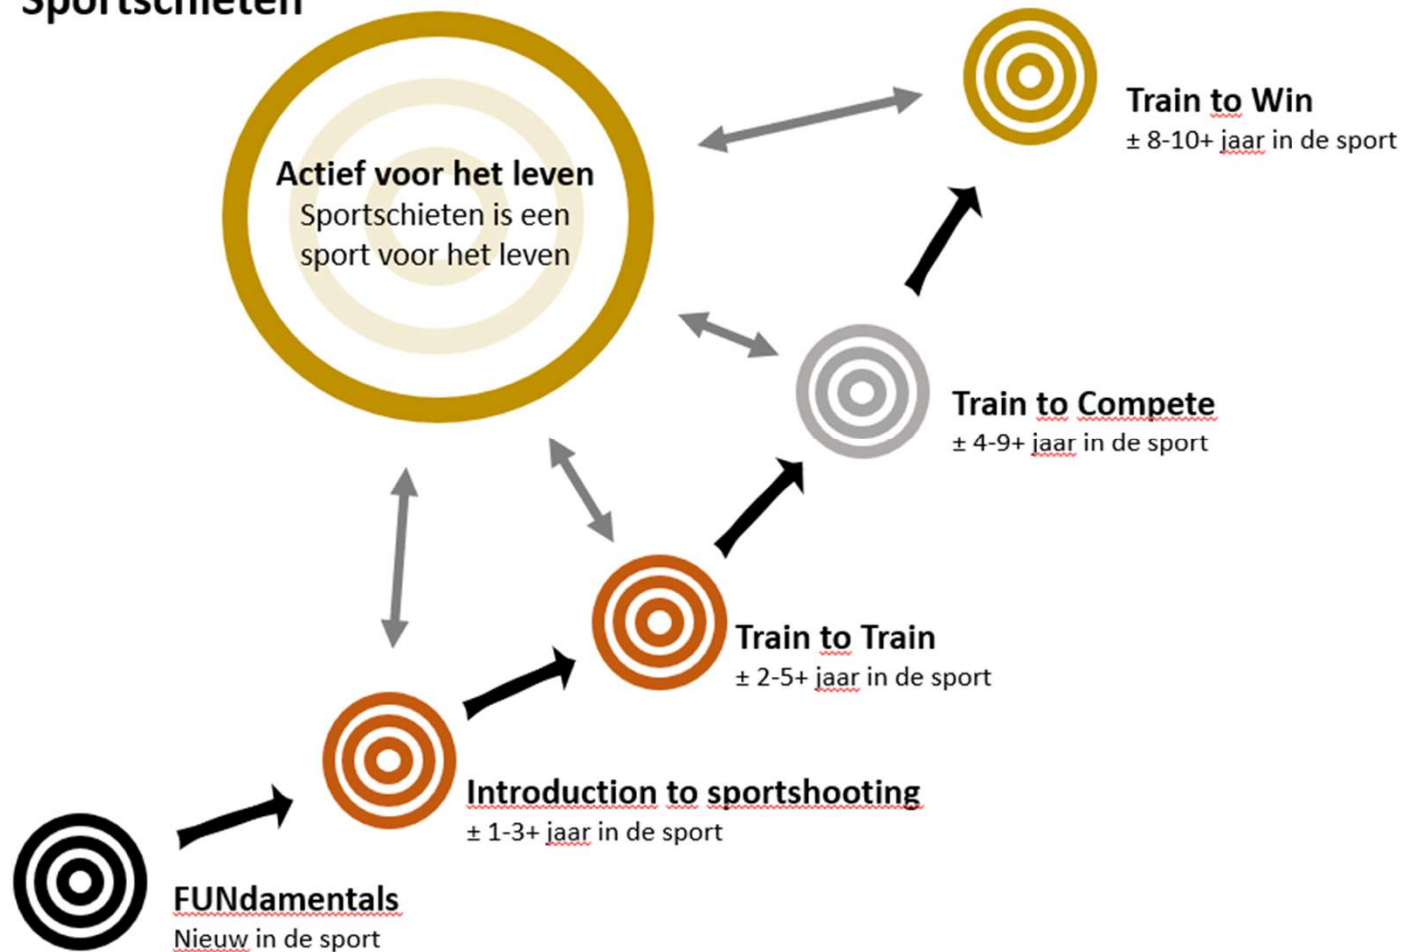 Sportschieten
Train to Win
± 8-10+ jaar in de sport
Actief voor het leven
Sportschieten is een
sport voor het leven
Train to Compete
± 4-9+ jaar in de sport
Train to Train
± 2-5+ jaar in de sport
Introduction to sportshooting
± 1-3+ jaar in de sport
FUNdamentals
Nieuw in de sport